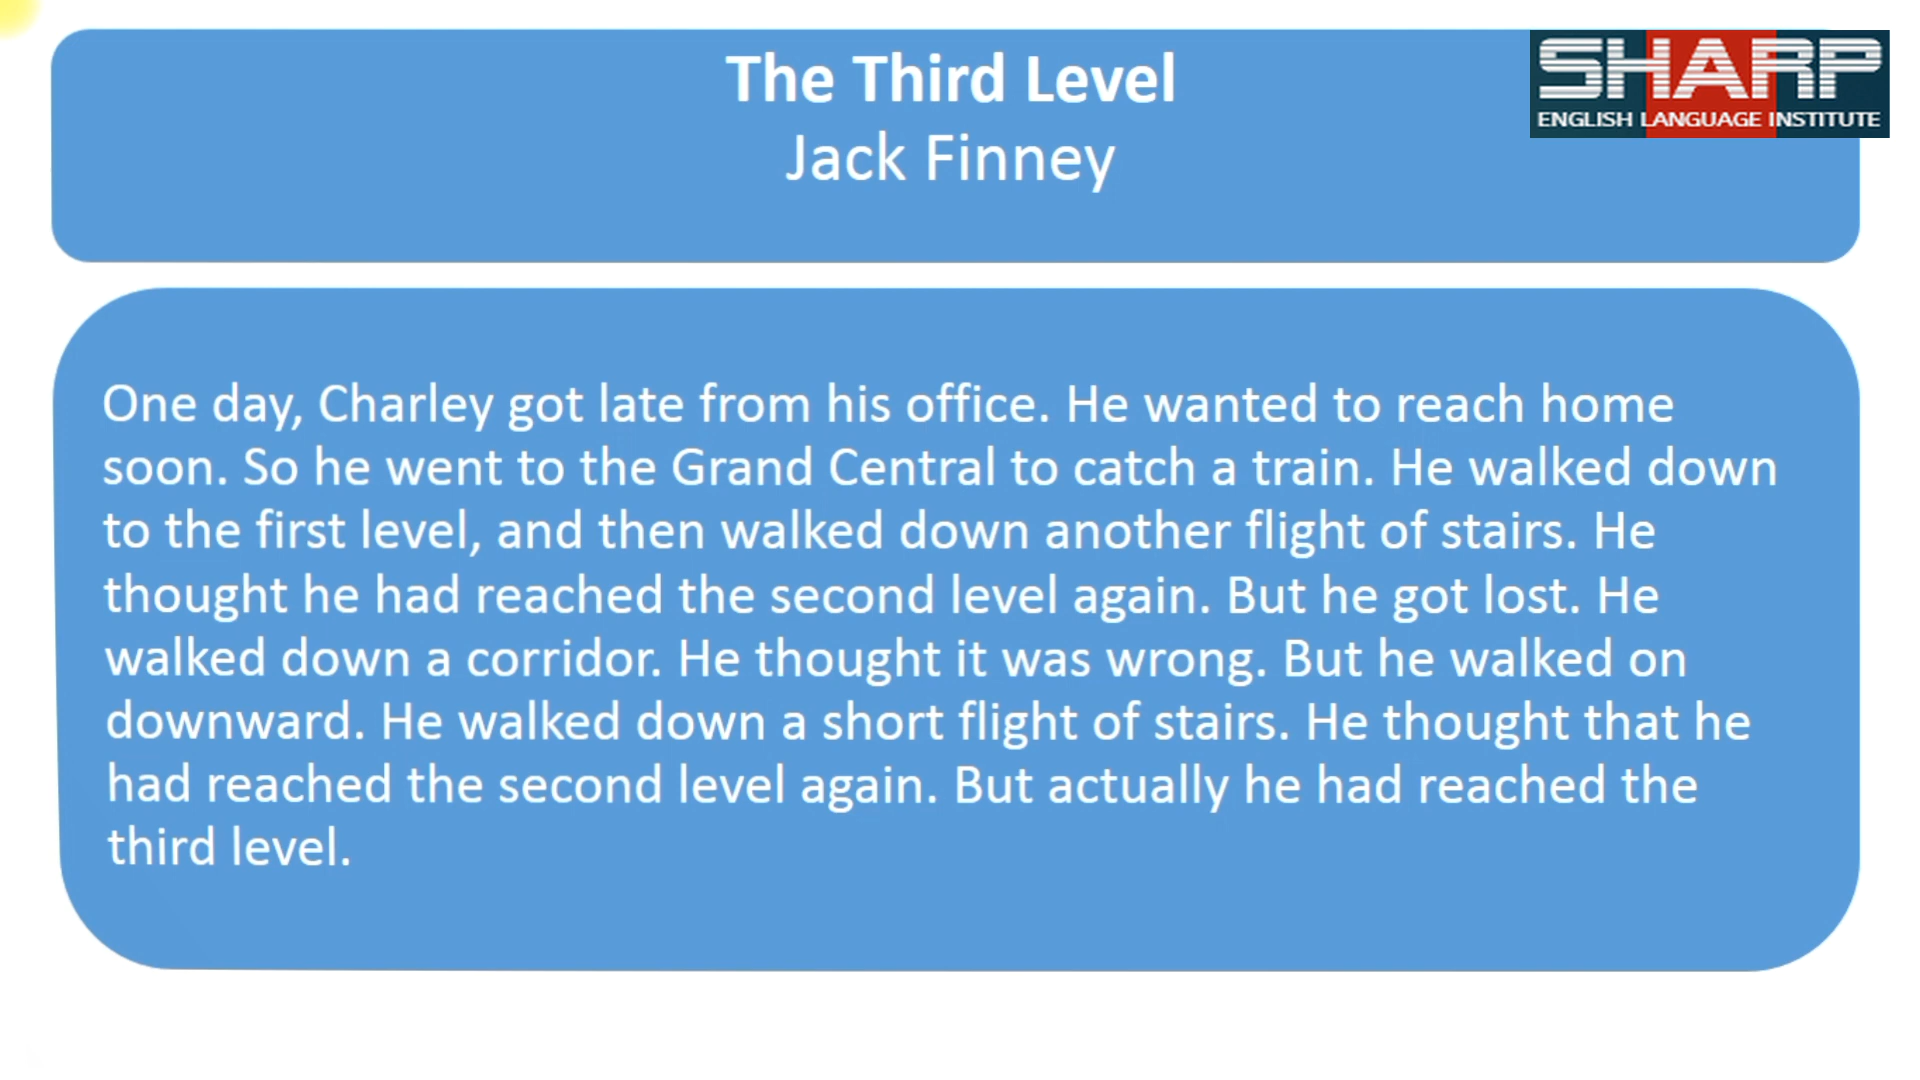 The Third Level
Jack Finney
SHARP
ENGLISH LANGUAGE INSTITUTE
One day, Charley got late from his office. He wanted to reach home
soon. So he went to the Grand Central to catch a train. He walked down
to the first level, and then walked down another flight of stairs. He
thought he had reached the second level again. But he got lost. He
walked down a corridor. He thought it was wrong. But he walked on
downward. He walked down a short flight of stairs. He thought that he
had reached the second level again. But actually he had reached the
third level.